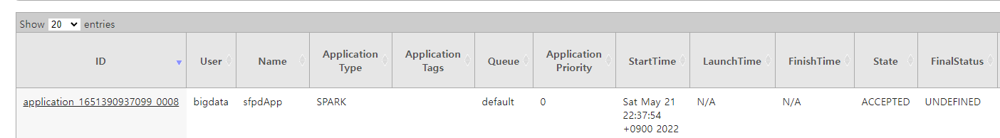 Show 20 entries
ID User Name Application Type Application Tags Queue Application Priority StartTime LaunchTime FinishTime State FinalStatus
application_1651390937099_0008 bigdata sfpdApp SPARK default 0 Sat May 21 N/A N/A ACCEPTED UNDEFINED
22:37:54
+0900 2022